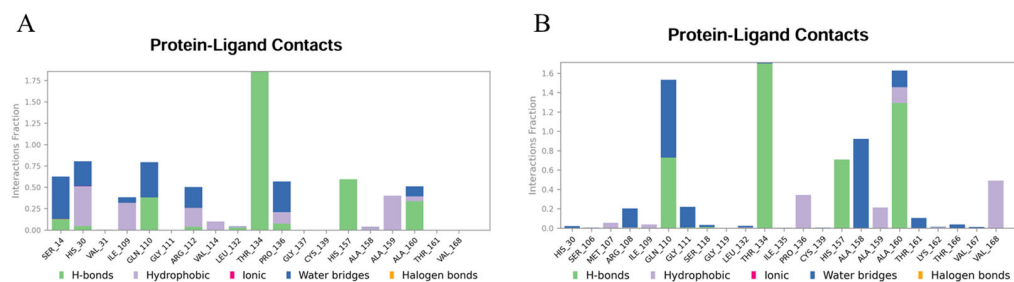 A
Protein-Ligand Contacts
Interactions Fraction
1.75
1.50
1.25
1.00
0.75
0.50
0.25
0.00
SER_14 HIS_30 VAL_31 ILE_109 GLN_110 GLY_111 ARG_112 VAL_114 LEU_132 THR_134 PRO_136 GLY_137 CYS_139 HIS_157 ALA_158 ALA_159 ALA_160 THR_161 VAL_168
H-bonds Hydrophobic Ionic Water bridges Halogen bonds
B
Protein-Ligand Contacts
Interactions Fraction
1.6
1.4
1.2
1.0
0.8
0.6
0.4
0.2
0.0
HIS_30 SER_106 MET_107 ARG_108 ILE_109 GLN_110 GLY_111 SER_118 GLY_119 LEU_132 THR_134 ILE_135 PRO_136 CYS_139 HIS_157 ALA_158 ALA_159 ALA_160 THR_161 LYS_162 THR_166 VAL_167 VAL_168
H-bonds Hydrophobic Ionic Water bridges Halogen bonds